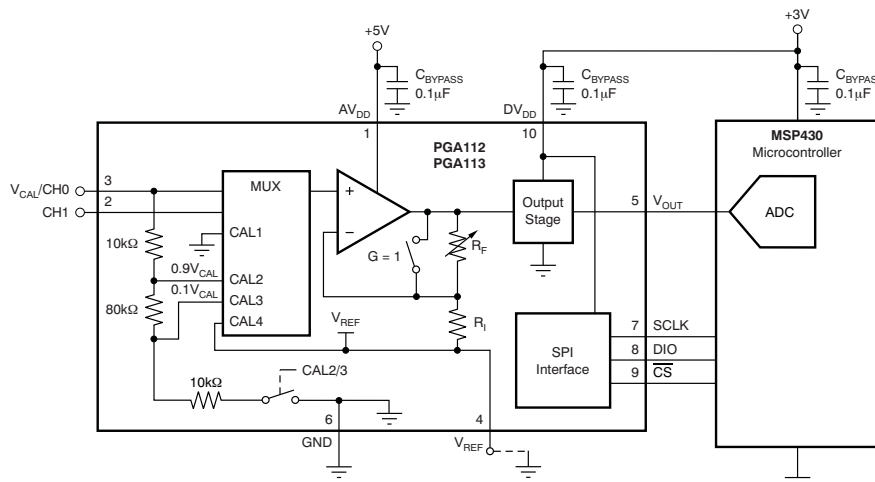 +3V
+5V
C_BYPASS
0.1µF
C_BYPASS
0.1µF
C_BYPASS
0.1µF
AV_DD
DV_DD
1
10
PGA112
PGA113
MSP430
Microcontroller
V_CAL/CH0
3
CH1
2
MUX
CAL1
CAL2
CAL3
CAL4
10kΩ
0.9V_CAL
0.1V_CAL
80kΩ
+
−
G = 1
R_F
R_I
V_REF
Output
Stage
5
V_OUT
ADC
SPI
Interface
7
SCLK
8
DIO
9
C̅S̅
10kΩ
CAL2/3
6
GND
4
V_REF